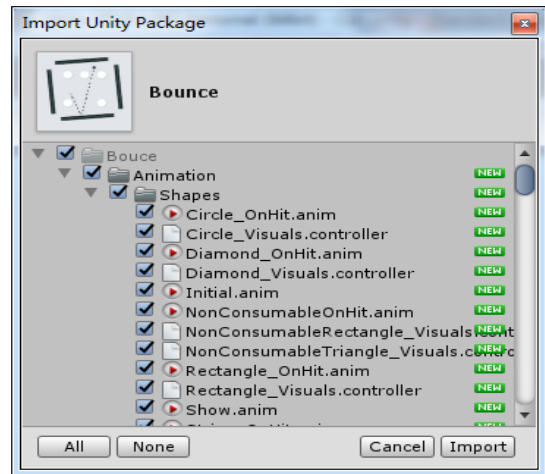 Import Unity Package
Bounce
Bouce
Animation NEW
Shapes NEW
Circle_OnHit.anim NEW
Circle_Visuals.controller NEW
Diamond_OnHit.anim NEW
Diamond_Visuals.controller NEW
Initial.anim NEW
NonConsumableOnHit.anim NEW
NonConsumableRectangle_Visuals NEW
NonConsumableTriangle_Visuals.c NEW
Rectangle_OnHit.anim NEW
Rectangle_Visuals.controller NEW
Show.anim NEW
All None Cancel Import